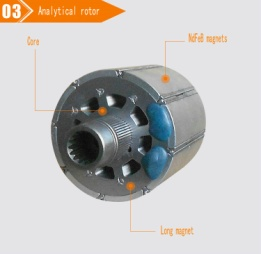 03 Analytical rotor
Core
NdFeB magnets
Long magnet